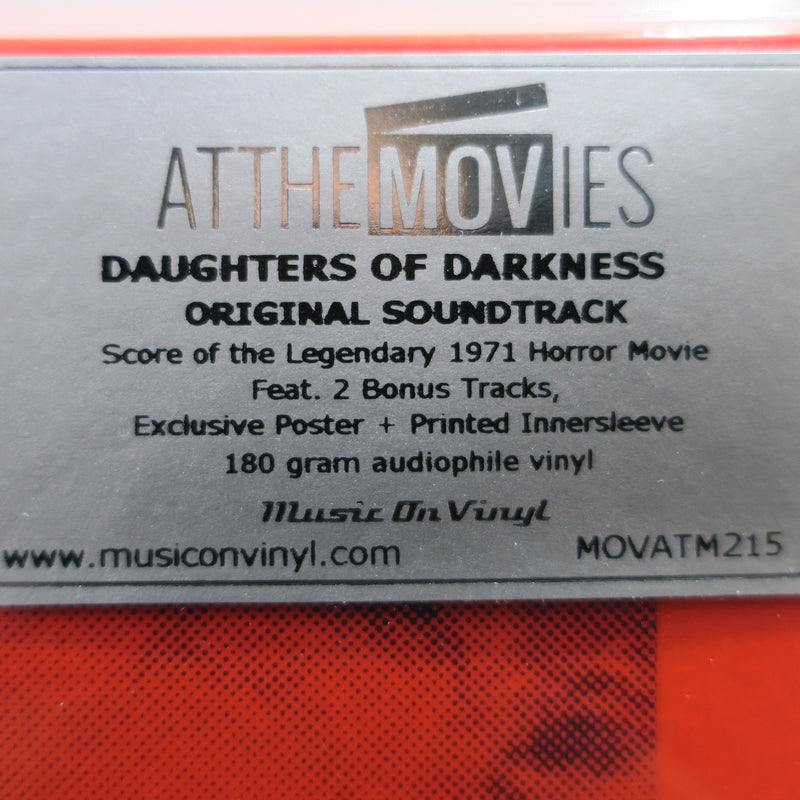 ATTHEMOVIES
DAUGHTERS OF DARKNESS
ORIGINAL SOUNDTRACK
Score of the Legendary 1971 Horror Movie
Feat. 2 Bonus Tracks,
Exclusive Poster + Printed Innersleeve
180 gram audiophile vinyl
Music On Vinyl
www.musiconvinyl.com MOVATM215